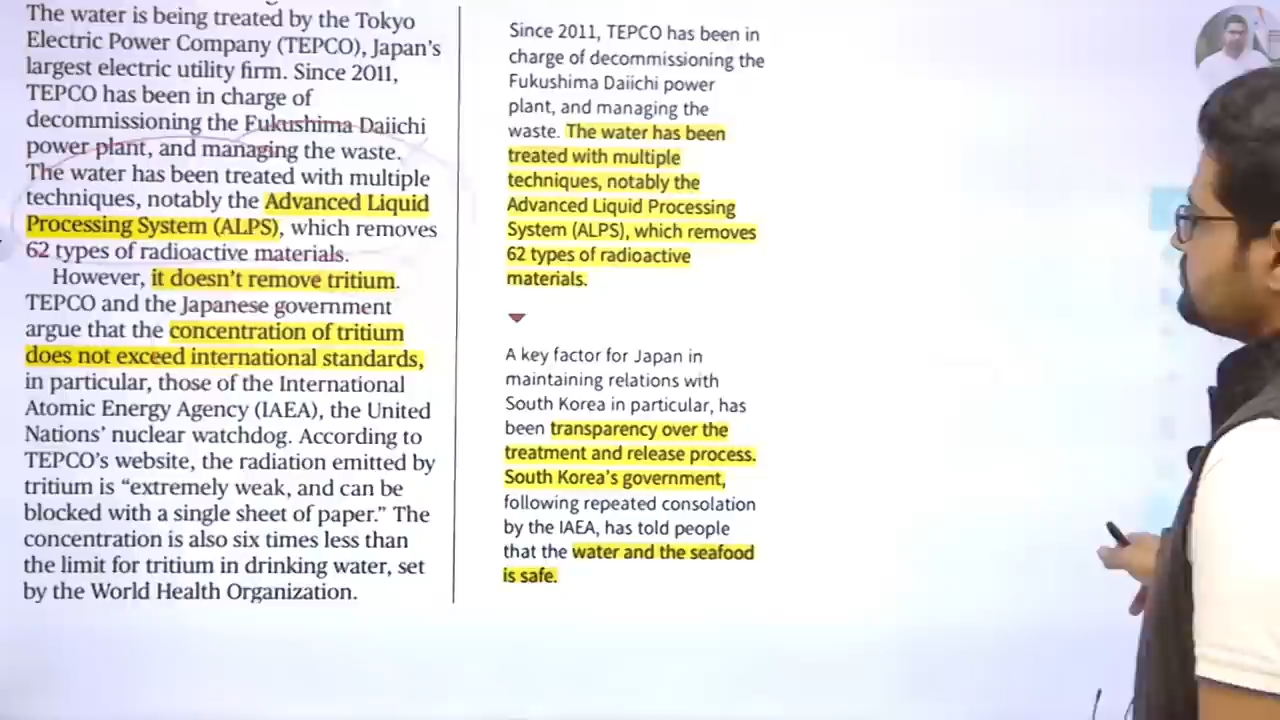 The water is being treated by the Tokyo
Electric Power Company (TEPCO), Japan's
largest electric utility firm. Since 2011,
TEPCO has been in charge of
decommissioning the Fukushima Daiichi
power plant, and managing the waste.
The water has been treated with multiple
techniques, notably the Advanced Liquid
Processing System (ALPS), which removes
62 types of radioactive materials.
However, it doesn't remove tritium.
TEPCO and the Japanese government
argue that the concentration of tritium
does not exceed international standards,
in particular, those of the International
Atomic Energy Agency (IAEA), the United
Nations' nuclear watchdog. According to
TEPCO's website, the radiation emitted by
tritium is “extremely weak, and can be
blocked with a single sheet of paper.” The
concentration is also six times less than
the limit for tritium in drinking water, set
by the World Health Organization.
Since 2011, TEPCO has been in
charge of decommissioning the
Fukushima Daiichi power
plant, and managing the
waste. The water has been
treated with multiple
techniques, notably the
Advanced Liquid Processing
System (ALPS), which removes
62 types of radioactive
materials.
A key factor for Japan in
maintaining relations with
South Korea in particular, has
been transparency over the
treatment and release process.
South Korea's government,
following repeated consolation
by the IAEA, has told people
that the water and the seafood
is safe.